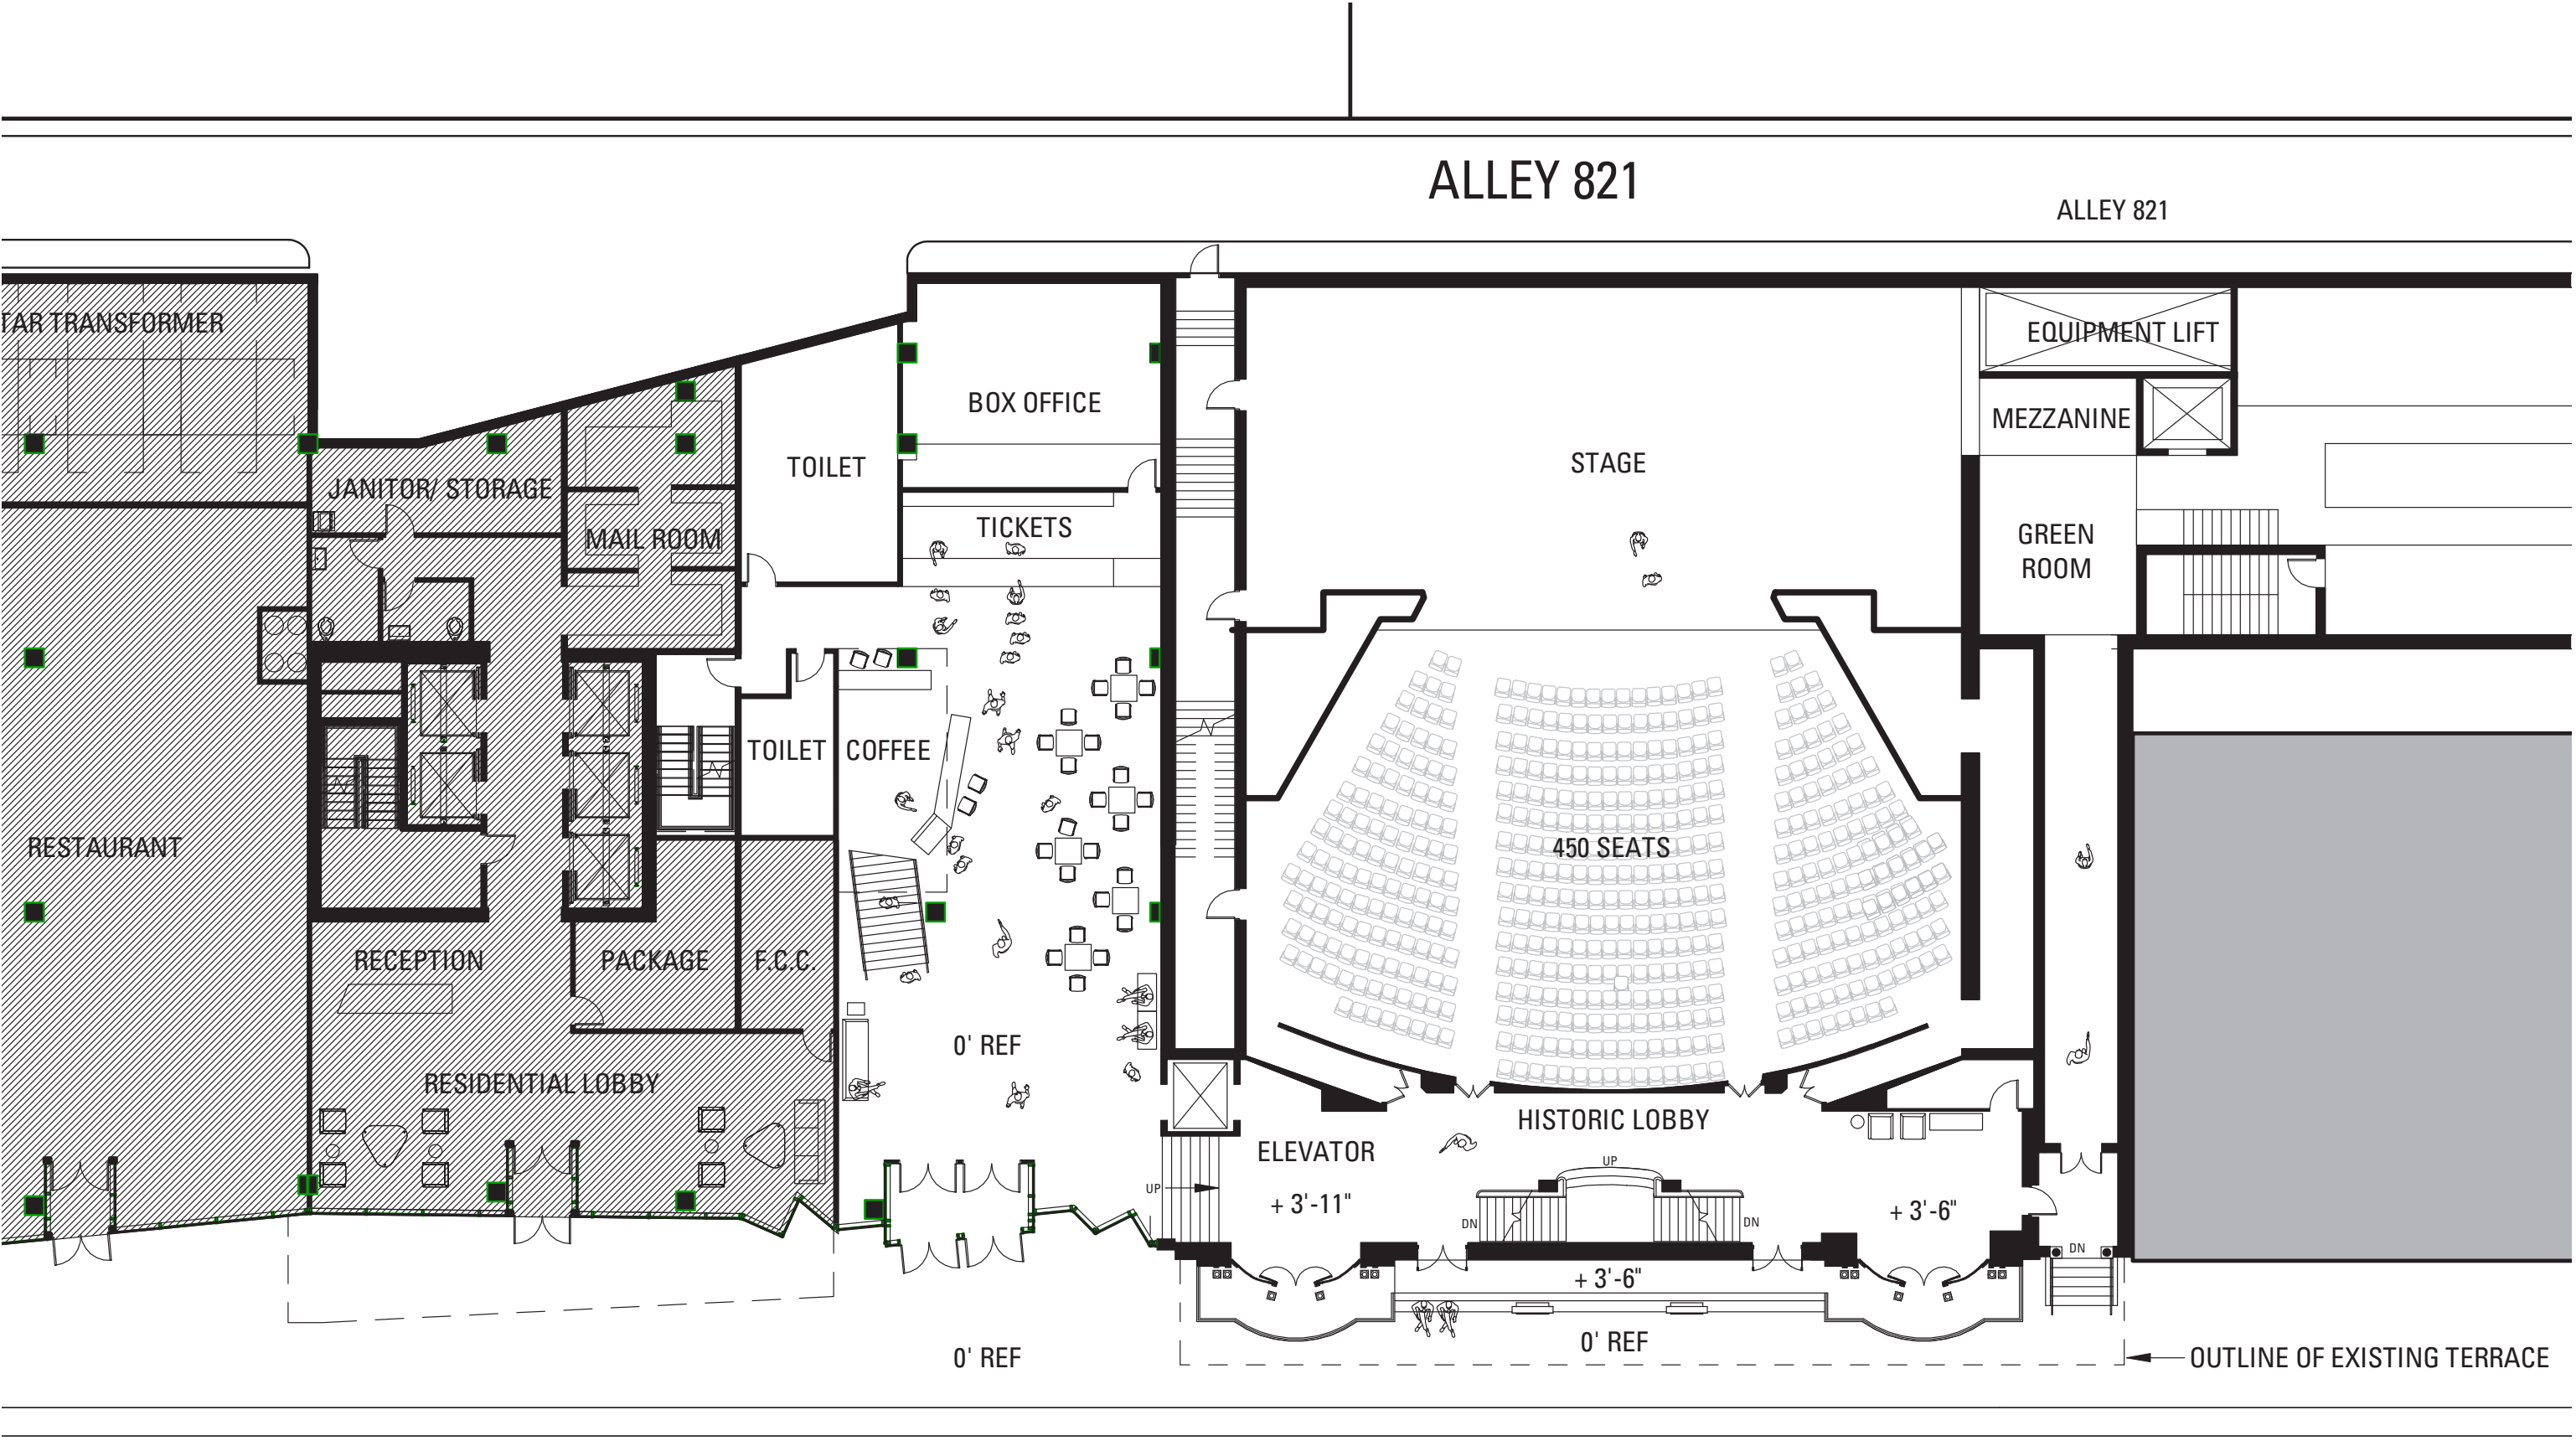 ALLEY 821
ALLEY 821
TAR TRANSFORMER
EQUIPMENT LIFT
BOX OFFICE
MEZZANINE
TOILET
STAGE
JANITOR/ STORAGE
TICKETS
MAIL ROOM
GREEN
ROOM
TOILET
COFFEE
RESTAURANT
450 SEATS
RECEPTION
PACKAGE
F.C.C.
0' REF
RESIDENTIAL LOBBY
HISTORIC LOBBY
ELEVATOR
UP
UP
+ 3'-11"
+ 3'-6"
DN
DN
DN
+ 3'-6"
0' REF
0' REF
OUTLINE OF EXISTING TERRACE